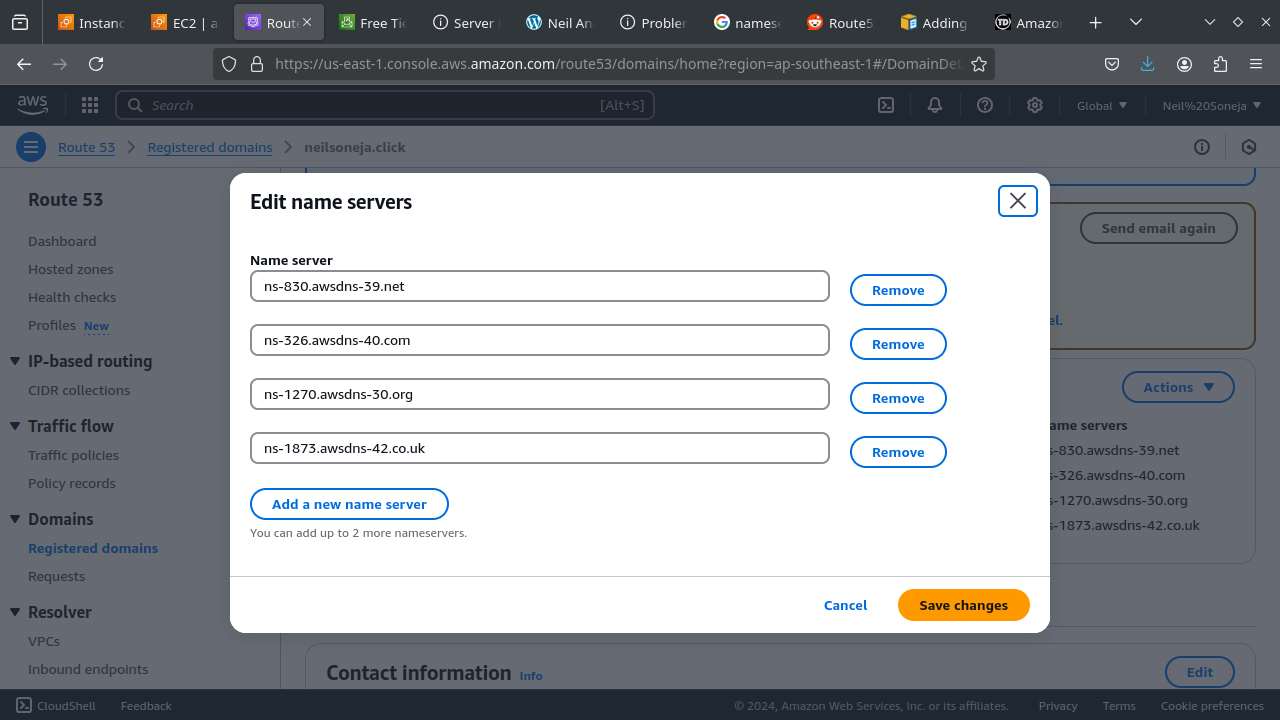 Instanc
EC2 | a
Route
Free Tie
Server
Neil An
Probler
namese
Route5
Adding
Amazo
https://us-east-1.console.aws.amazon.com/route53/domains/home?region=ap-southeast-1#/DomainDet
aws
Search
[Alt+S]
Global
Neil%20Soneja
Route 53
Registered domains
neilsoneja.click
Route 53
Dashboard
Hosted zones
Health checks
Profiles New
IP-based routing
CIDR collections
Traffic flow
Traffic policies
Policy records
Domains
Registered domains
Requests
Resolver
VPCs
Inbound endpoints
Edit name servers
Name server
ns-830.awsdns-39.net
Remove
ns-326.awsdns-40.com
Remove
ns-1270.awsdns-30.org
Remove
ns-1873.awsdns-42.co.uk
Remove
Add a new name server
You can add up to 2 more nameservers.
Cancel
Save changes
Send email again
el.
Actions
ame servers
s-830.awsdns-39.net
s-326.awsdns-40.com
s-1270.awsdns-30.org
s-1873.awsdns-42.co.uk
Contact information Info
Edit
CloudShell
Feedback
© 2024, Amazon Web Services, Inc. or its affiliates.
Privacy
Terms
Cookie preferences